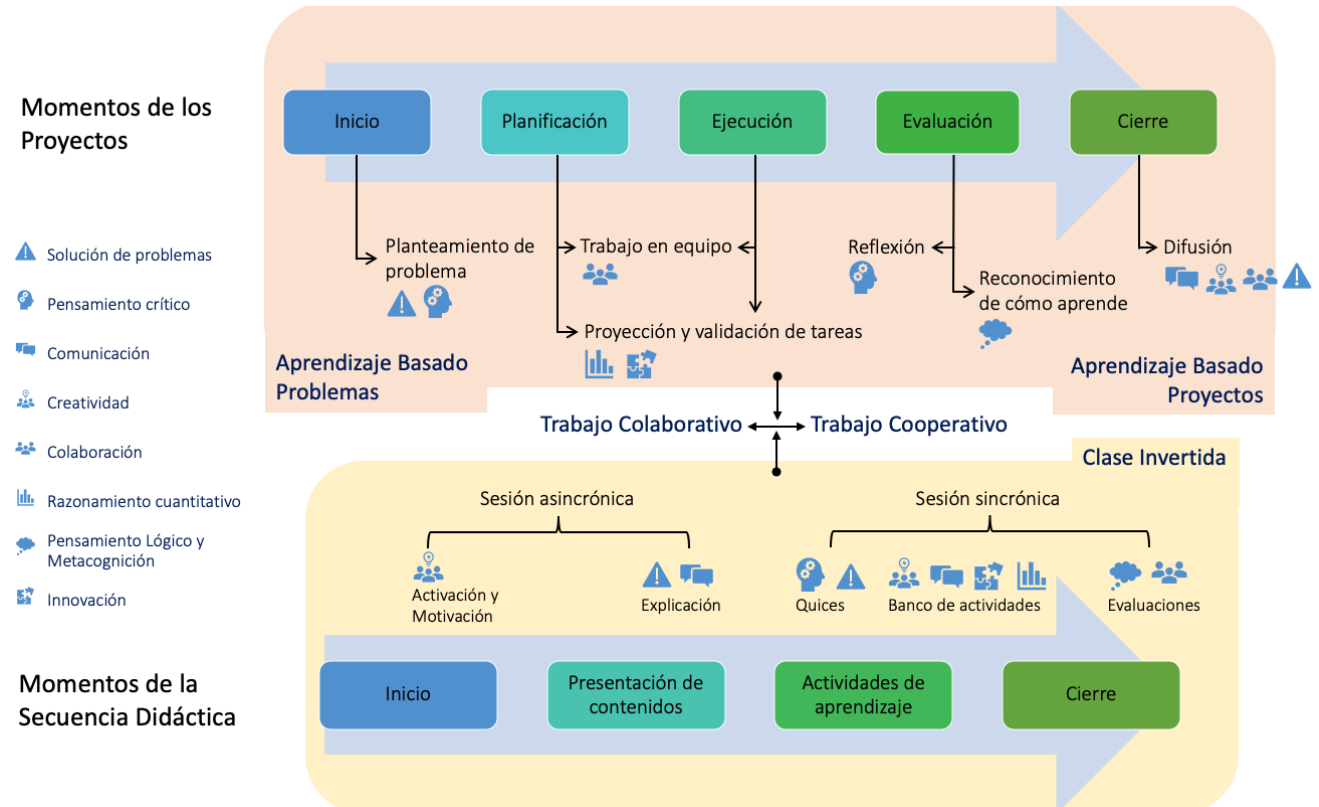 Momentos de los
Proyectos
Inicio
Planificación
Ejecución
Evaluación
Cierre
Planteamiento de
problema
Trabajo en equipo
Proyección y validación de tareas
Reflexión
Reconocimiento
de cómo aprende
Difusión
Aprendizaje Basado
Problemas
Aprendizaje Basado
Proyectos
Solución de problemas
Pensamiento crítico
Comunicación
Creatividad
Colaboración
Razonamiento cuantitativo
Pensamiento Lógico y
Metacognición
Innovación
Trabajo Colaborativo
Trabajo Cooperativo
Clase Invertida
Sesión asincrónica
Sesión sincrónica
Activación y
Motivación
Explicación
Quices
Banco de actividades
Evaluaciones
Momentos de la
Secuencia Didáctica
Inicio
Presentación de
contenidos
Actividades de
aprendizaje
Cierre